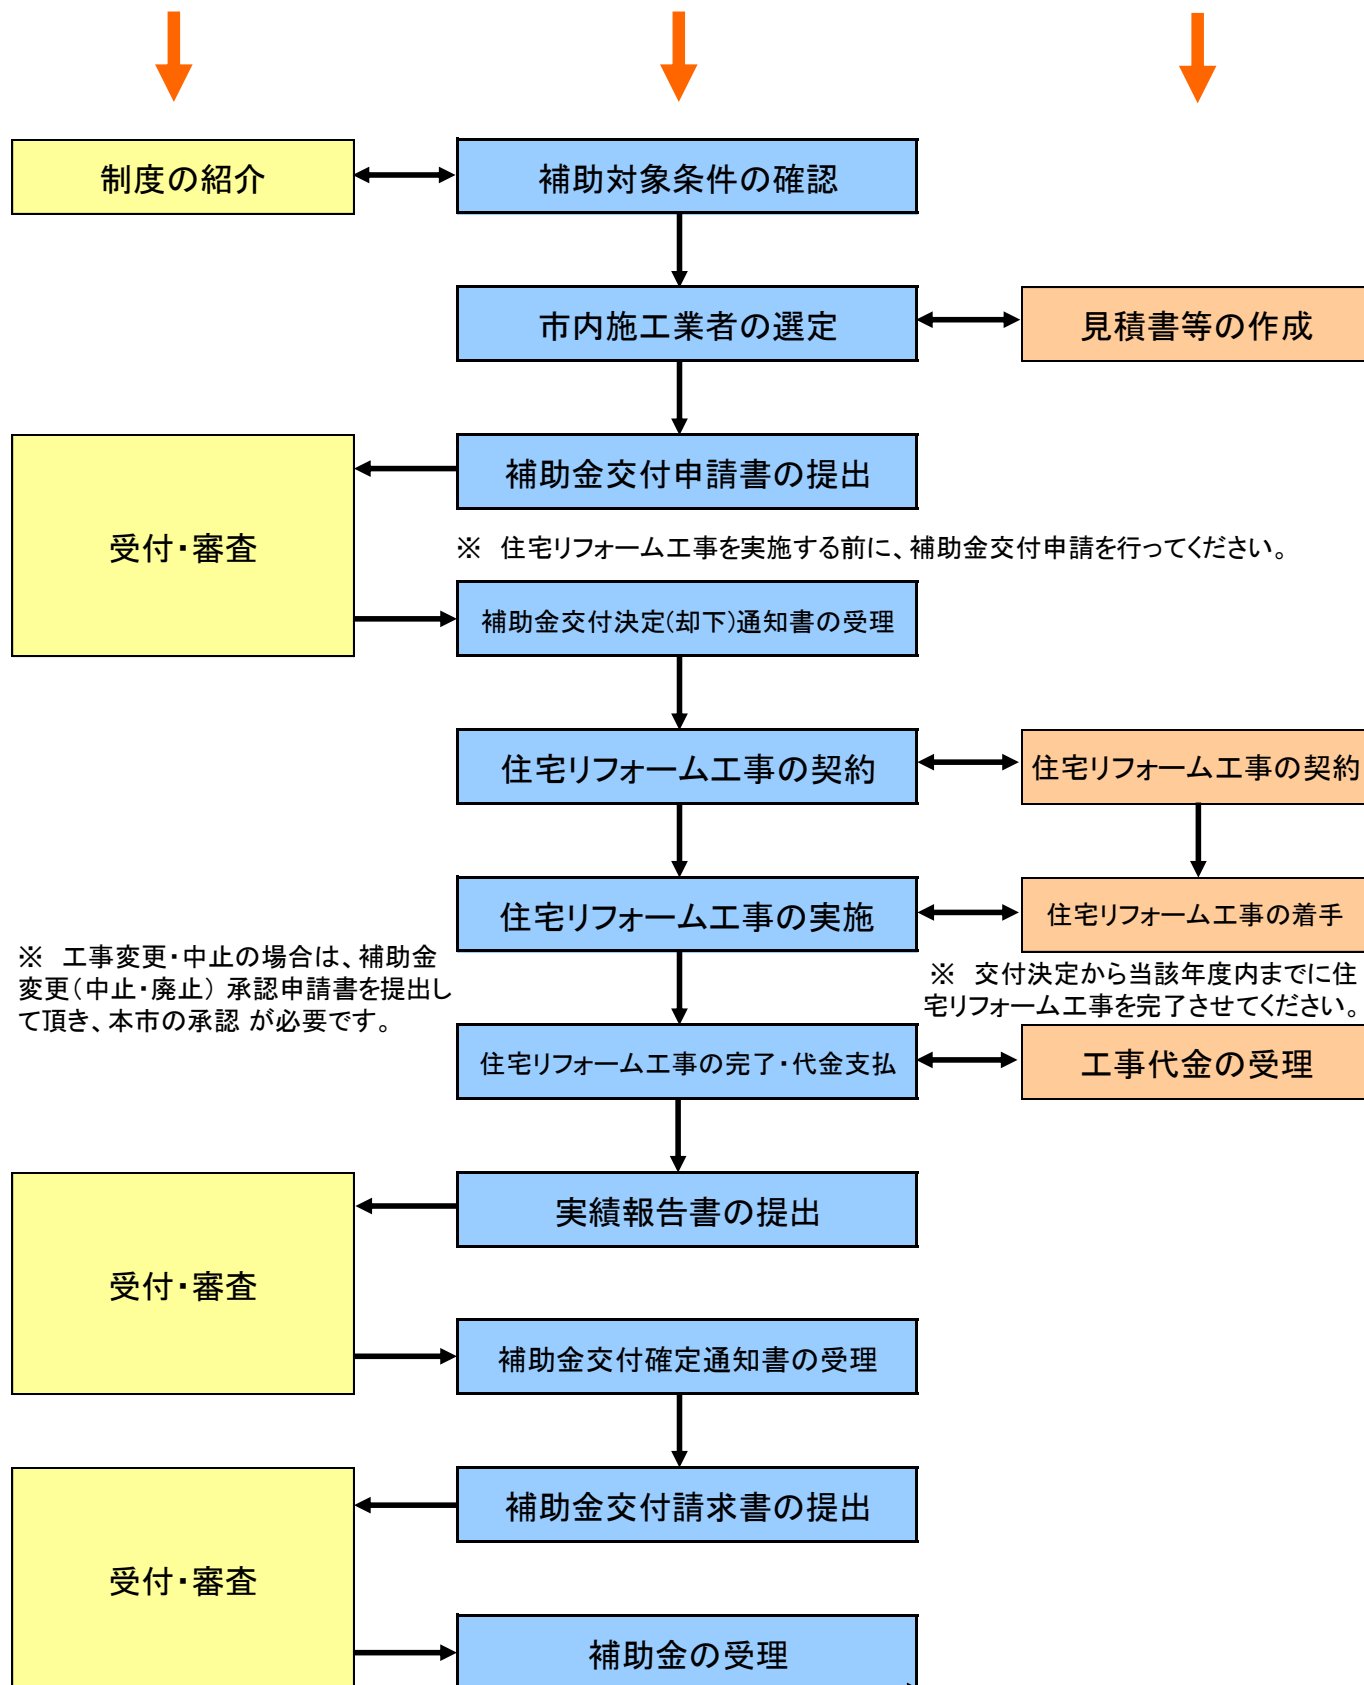 制度の紹介
補助対象条件の確認
市内施工業者の選定
見積書等の作成
補助金交付申請書の提出
受付・審査
※　住宅リフォーム工事を実施する前に、補助金交付申請を行ってください。
補助金交付決定(却下)通知書の受理
住宅リフォーム工事の契約
住宅リフォーム工事の契約
住宅リフォーム工事の実施
住宅リフォーム工事の着手
※　工事変更・中止の場合は、補助金
変更（中止・廃止） 承認申請書を提出し
て頂き、本市の承認 が必要です。
※　交付決定から当該年度内までに住
宅リフォーム工事を完了させてください。
住宅リフォーム工事の完了・代金支払
工事代金の受理
実績報告書の提出
受付・審査
補助金交付確定通知書の受理
補助金交付請求書の提出
受付・審査
補助金の受理